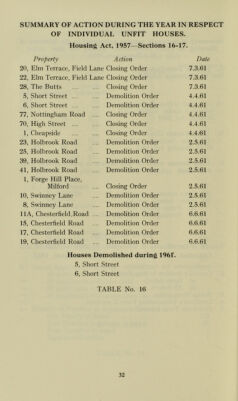 SUMMARY OF ACTION DURING THE YEAR IN RESPECT
OF INDIVIDUAL UNFIT HOUSES.
Housing Act, 1957—Sections 16-17.
Property Action Date
20, Elm Terrace, Field Lane Closing Order 7.3.61
22, Elm Terrace, Field Lane Closing Order 7.3.61
28, The Butts ... ... Closing Order 7.3.61
5, Short Street ... ... Demolition Order 4.4.61
6, Short Street ... ... Demolition Order 4.4.61
77, Nottingham Road ... Closing Order 4.4.61
70, High Street ... ... Closing Order 4.4.61
1, Cheapside ... ... Closing Order 4.4.61
23, Holbrook Road ... Demolition Order 2.5.61
25, Holbrook Road ... Demolition Order 2.5.61
39, Holbrook Road ... Demolition Order 2.5.61
41, Holbrook Road ... Demolition Order 2.5.61
1, Forge Hill Place,
Milford ... Closing Order 2.5.61
10, Swinney Lane ... Demolition Order 2.5.61
8, Swinney Lane ... Demolition Order 2.5.61
11A, Chesterfield Road ... Demolition Order 6.6.61
15, Chesterfield Road ... Demolition Order 6.6.61
17, Chesterfield Road ... Demolition Order 6.6.61
19, Chesterfield Road ... Demolition Order 6.6.61
Houses Demolished during 1961.
5, Short Street
6, Short Street
TABLE No. 16
32